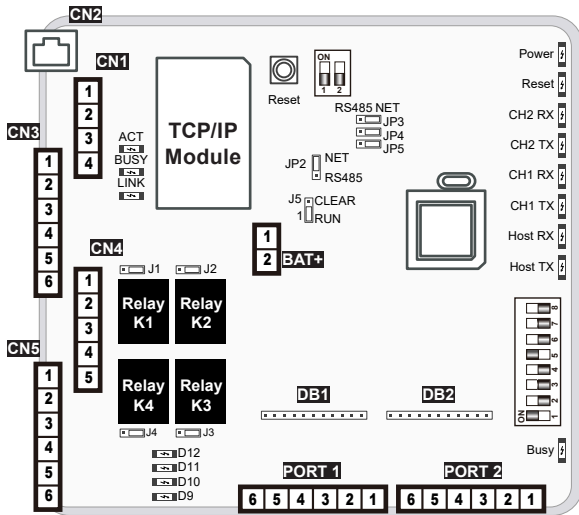 CN2
CN1
1
2
3
4
CN3
1
2
3
4
5
6
ACT
BUSY
LINK
TCP/IP
Module
Reset
ON
1 2
RS485 NET
JP3
JP4
JP5
JP2 NET
RS485
J5 CLEAR
1 RUN
1
2 BAT+
Power
Reset
CH2 RX
CH2 TX
CH1 RX
CH1 TX
Host RX
Host TX
CN4
1
2
3
4
5
J1 J2
Relay
K1
Relay
K2
Relay
K4
Relay
K3
J4 J3
D12
D11
D10
D9
CN5
1
2
3
4
5
6
DB1
DB2
8
7
6
5
4
3
2
1
ON
Busy
PORT 1
6 5 4 3 2 1
PORT 2
6 5 4 3 2 1